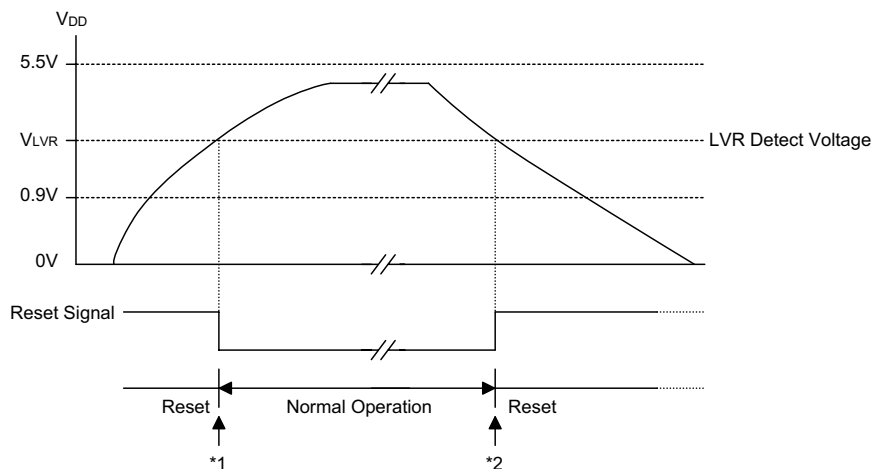 VDD
5.5V
VLVR
LVR Detect Voltage
0.9V
0V
Reset Signal
Reset
Normal Operation
Reset
*1
*2